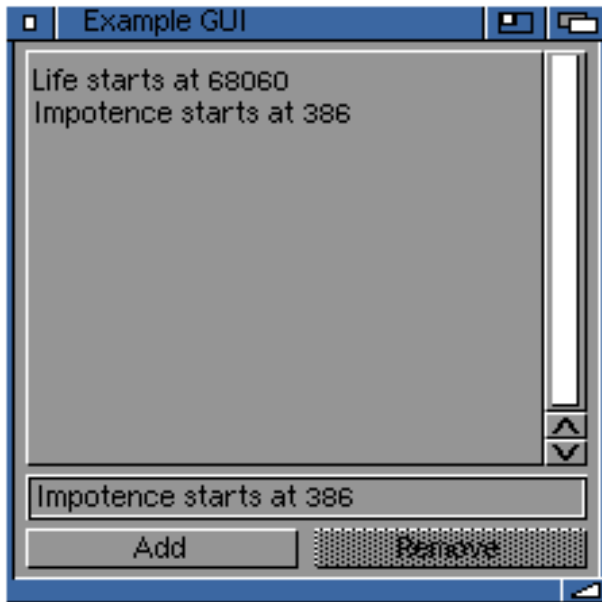 Example GUI
Life starts at 68060
Impotence starts at 386
Impotence starts at 386
Add
Remove